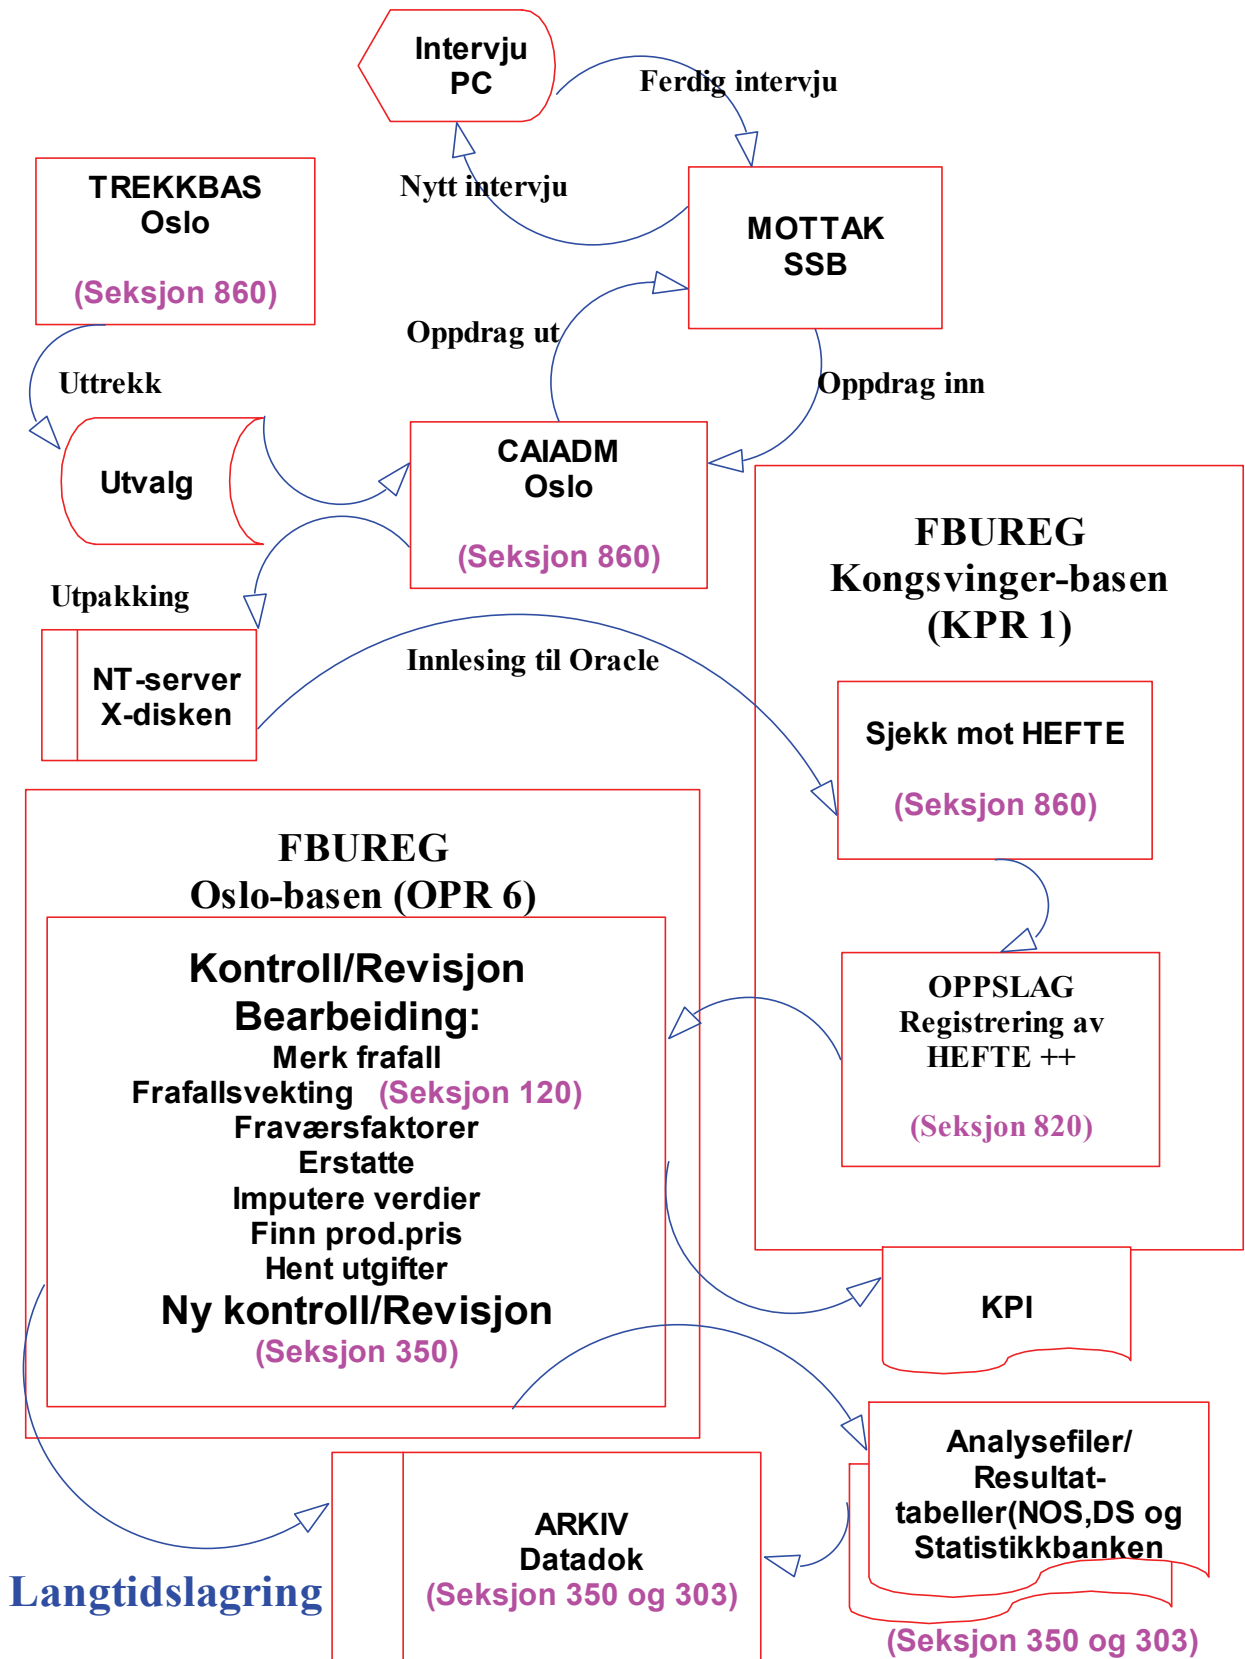 Intervju
PC
Ferdig intervju
Nytt intervju
TREKKBAS
Oslo
(Seksjon 860)
MOTTAK
SSB
Oppdrag ut
Oppdrag inn
Uttrekk
Utvalg
CAIADM
Oslo
(Seksjon 860)
Utpakking
NT-server
X-disken
Innlesing til Oracle
FBUREG
Kongsvinger-basen
(KPR 1)
Sjekk mot HEFTE
(Seksjon 860)
OPPSLAG
Registrering av
HEFTE ++
(Seksjon 820)
FBUREG
Oslo-basen (OPR 6)
Kontroll/Revisjon
Bearbeiding:
Merk frafall
Frafallsvekting (Seksjon 120)
Fraværsfaktorer
Erstatte
Imputere verdier
Finn prod.pris
Hent utgifter
Ny kontroll/Revisjon
(Seksjon 350)
KPI
Analysefiler/
Resultat-
tabeller(NOS,DS og
Statistikkbanken
(Seksjon 350 og 303)
ARKIV
Datadok
(Seksjon 350 og 303)
Langtidslagring